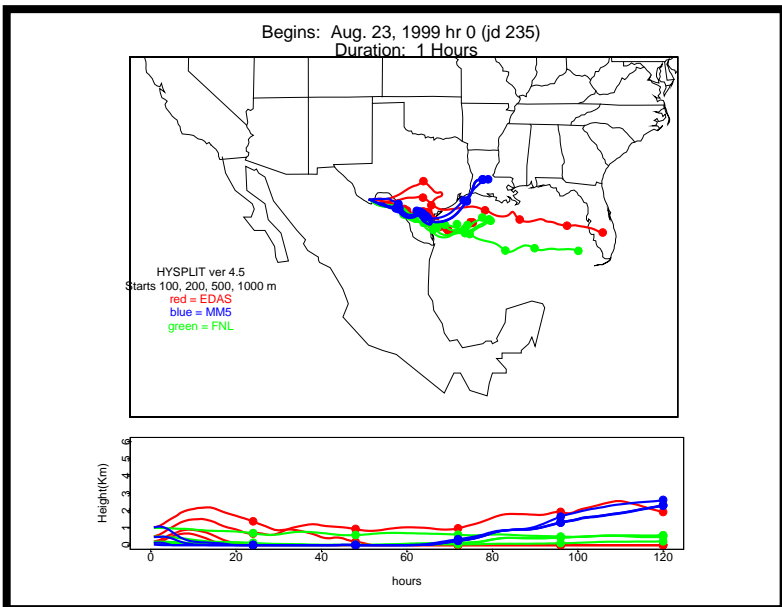 Begins: Aug. 23, 1999 hr 0 (jd 235)
Duration: 1 Hours
HYSPLIT ver 4.5
Starts 100, 200, 500, 1000 m
red = EDAS
blue = MM5
green = FNL
Height(Km)
6
5
4
3
2
1
0
0 20 40 60 80 100 120
hours